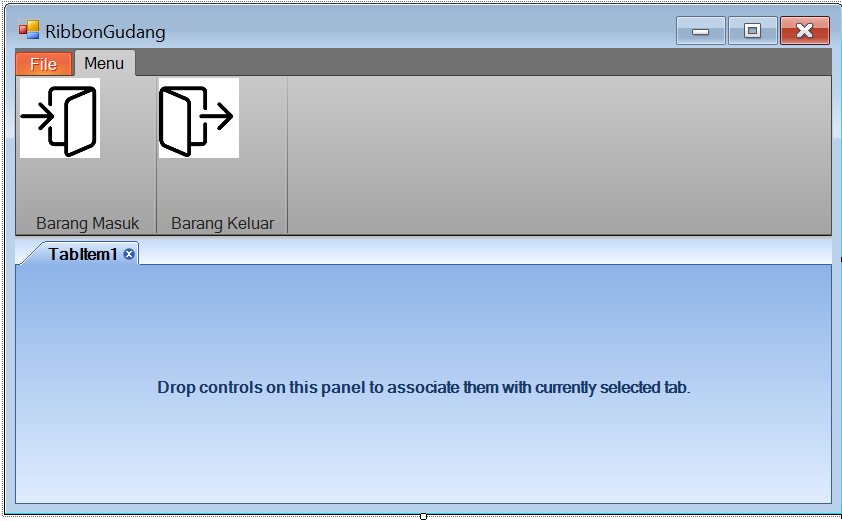 RibbonGudang
File Menu
Barang Masuk Barang Keluar
TabItem1
Drop controls on this panel to associate them with currently selected tab.